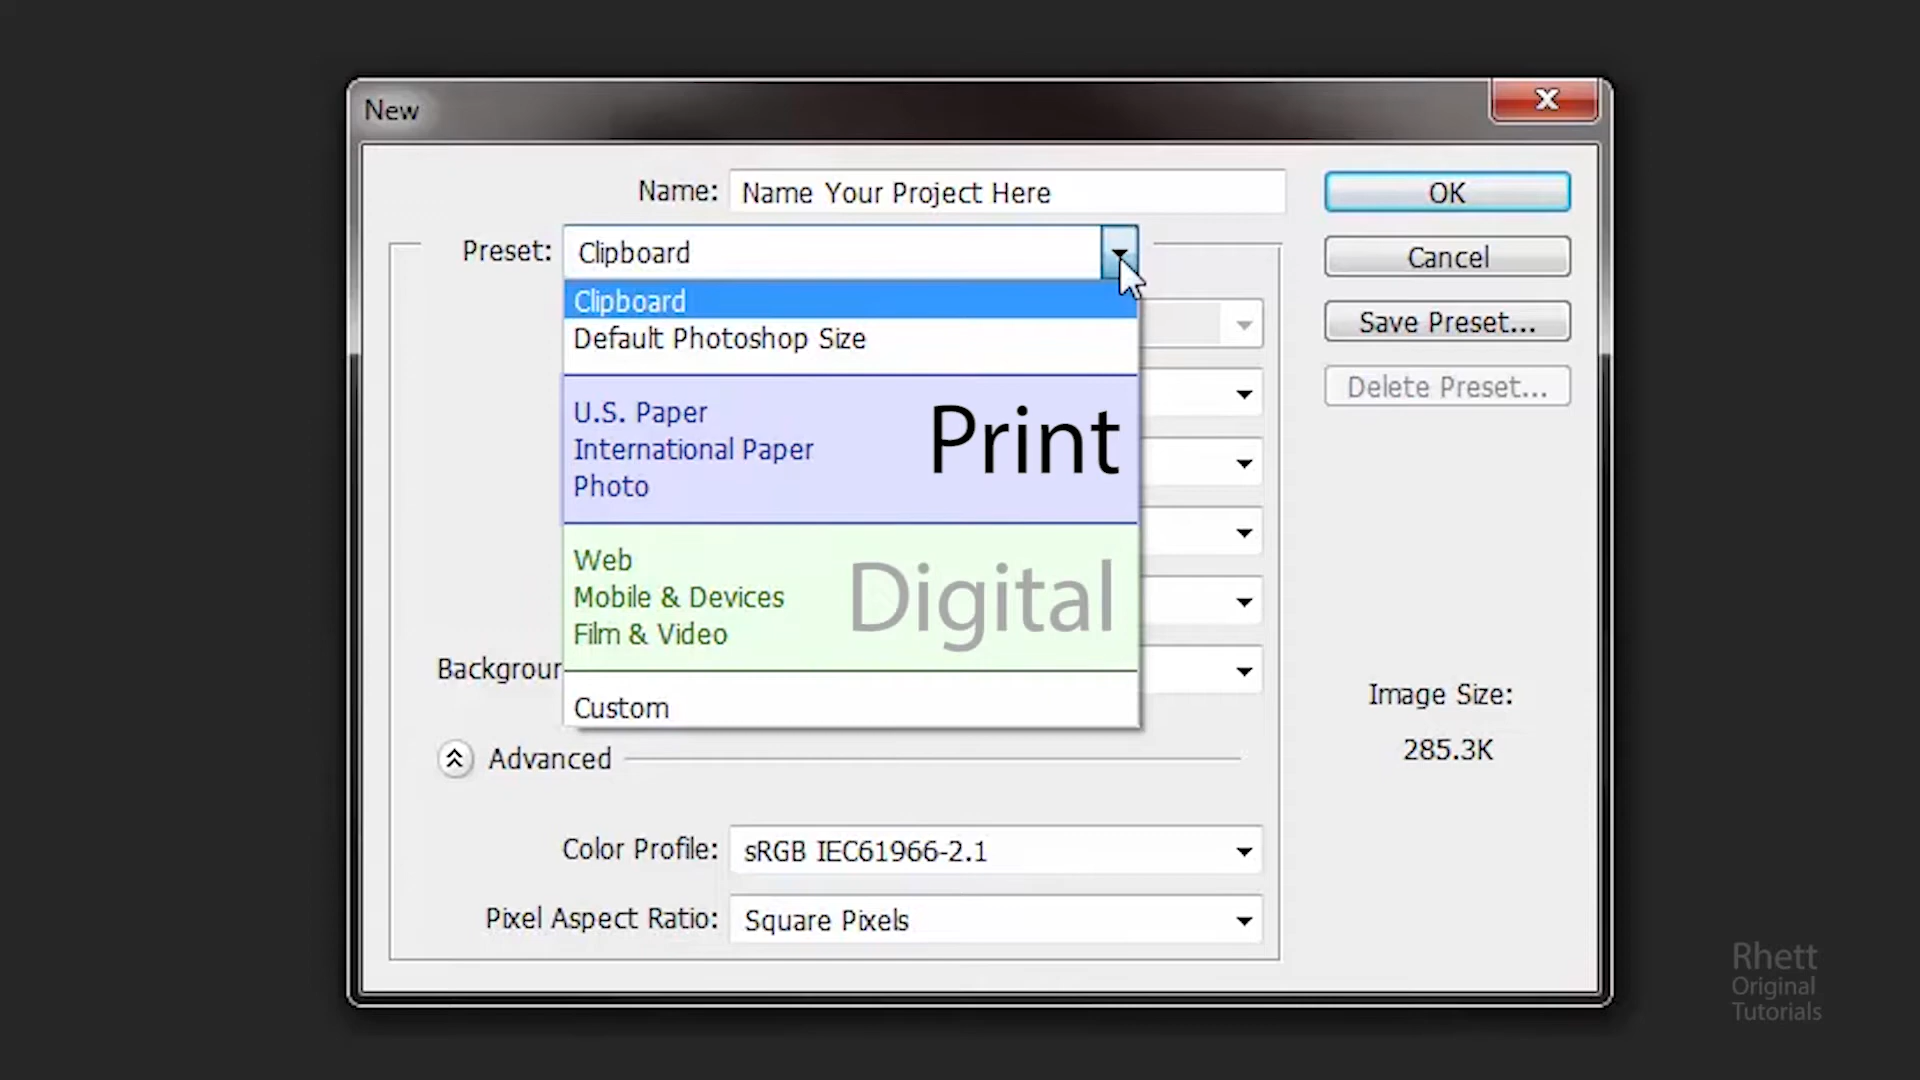 New
Name: Name Your Project Here
OK
Preset: Clipboard
Cancel
Clipboard
Default Photoshop Size
Save Preset...
Delete Preset...
U.S. Paper
International Paper
Photo
Print
Web
Mobile & Devices
Film & Video
Digital
Backgroun
Custom
Image Size:
285.3K
Advanced
Color Profile: sRGB IEC61966-2.1
Pixel Aspect Ratio: Square Pixels
Rhett
Original
Tutorials